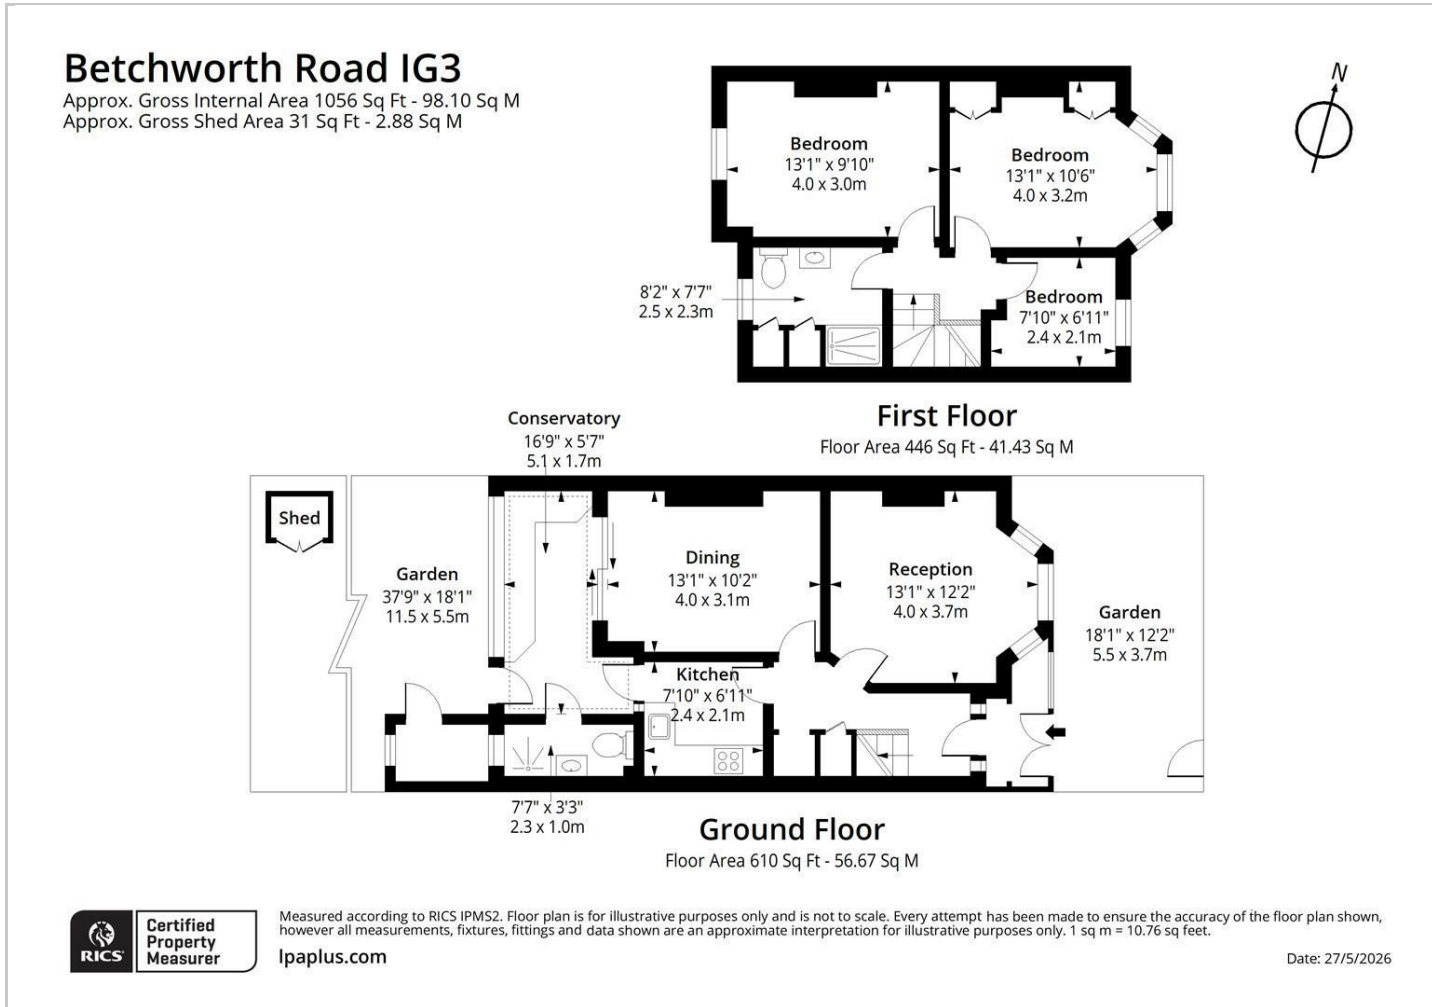 Betchworth Road IG3
Approx. Gross Internal Area 1056 Sq Ft - 98.10 Sq M
Approx. Gross Shed Area 31 Sq Ft - 2.88 Sq M
N
Bedroom
13'1" x 9'10"
4.0 x 3.0m
Bedroom
13'1" x 10'6"
4.0 x 3.2m
8'2" x 7'7"
2.5 x 2.3m
Bedroom
7'10" x 6'11"
2.4 x 2.1m
First Floor
Floor Area 446 Sq Ft - 41.43 Sq M
Conservatory
16'9" x 5'7"
5.1 x 1.7m
Shed
Garden
37'9" x 18'1"
11.5 x 5.5m
Dining
13'1" x 10'2"
4.0 x 3.1m
Reception
13'1" x 12'2"
4.0 x 3.7m
Garden
18'1" x 12'2"
5.5 x 3.7m
Kitchen
7'10" x 6'11"
2.4 x 2.1m
7'7" x 3'3"
2.3 x 1.0m
Ground Floor
Floor Area 610 Sq Ft - 56.67 Sq M
RICS
Certified
Property
Measurer
Measured according to RICS IPMS2. Floor plan is for illustrative purposes only and is not to scale. Every attempt has been made to ensure the accuracy of the floor plan shown,
however all measurements, fixtures, fittings and data shown are an approximate interpretation for illustrative purposes only. 1 sq m = 10.76 sq feet.
lpaplus.com
Date: 27/5/2026